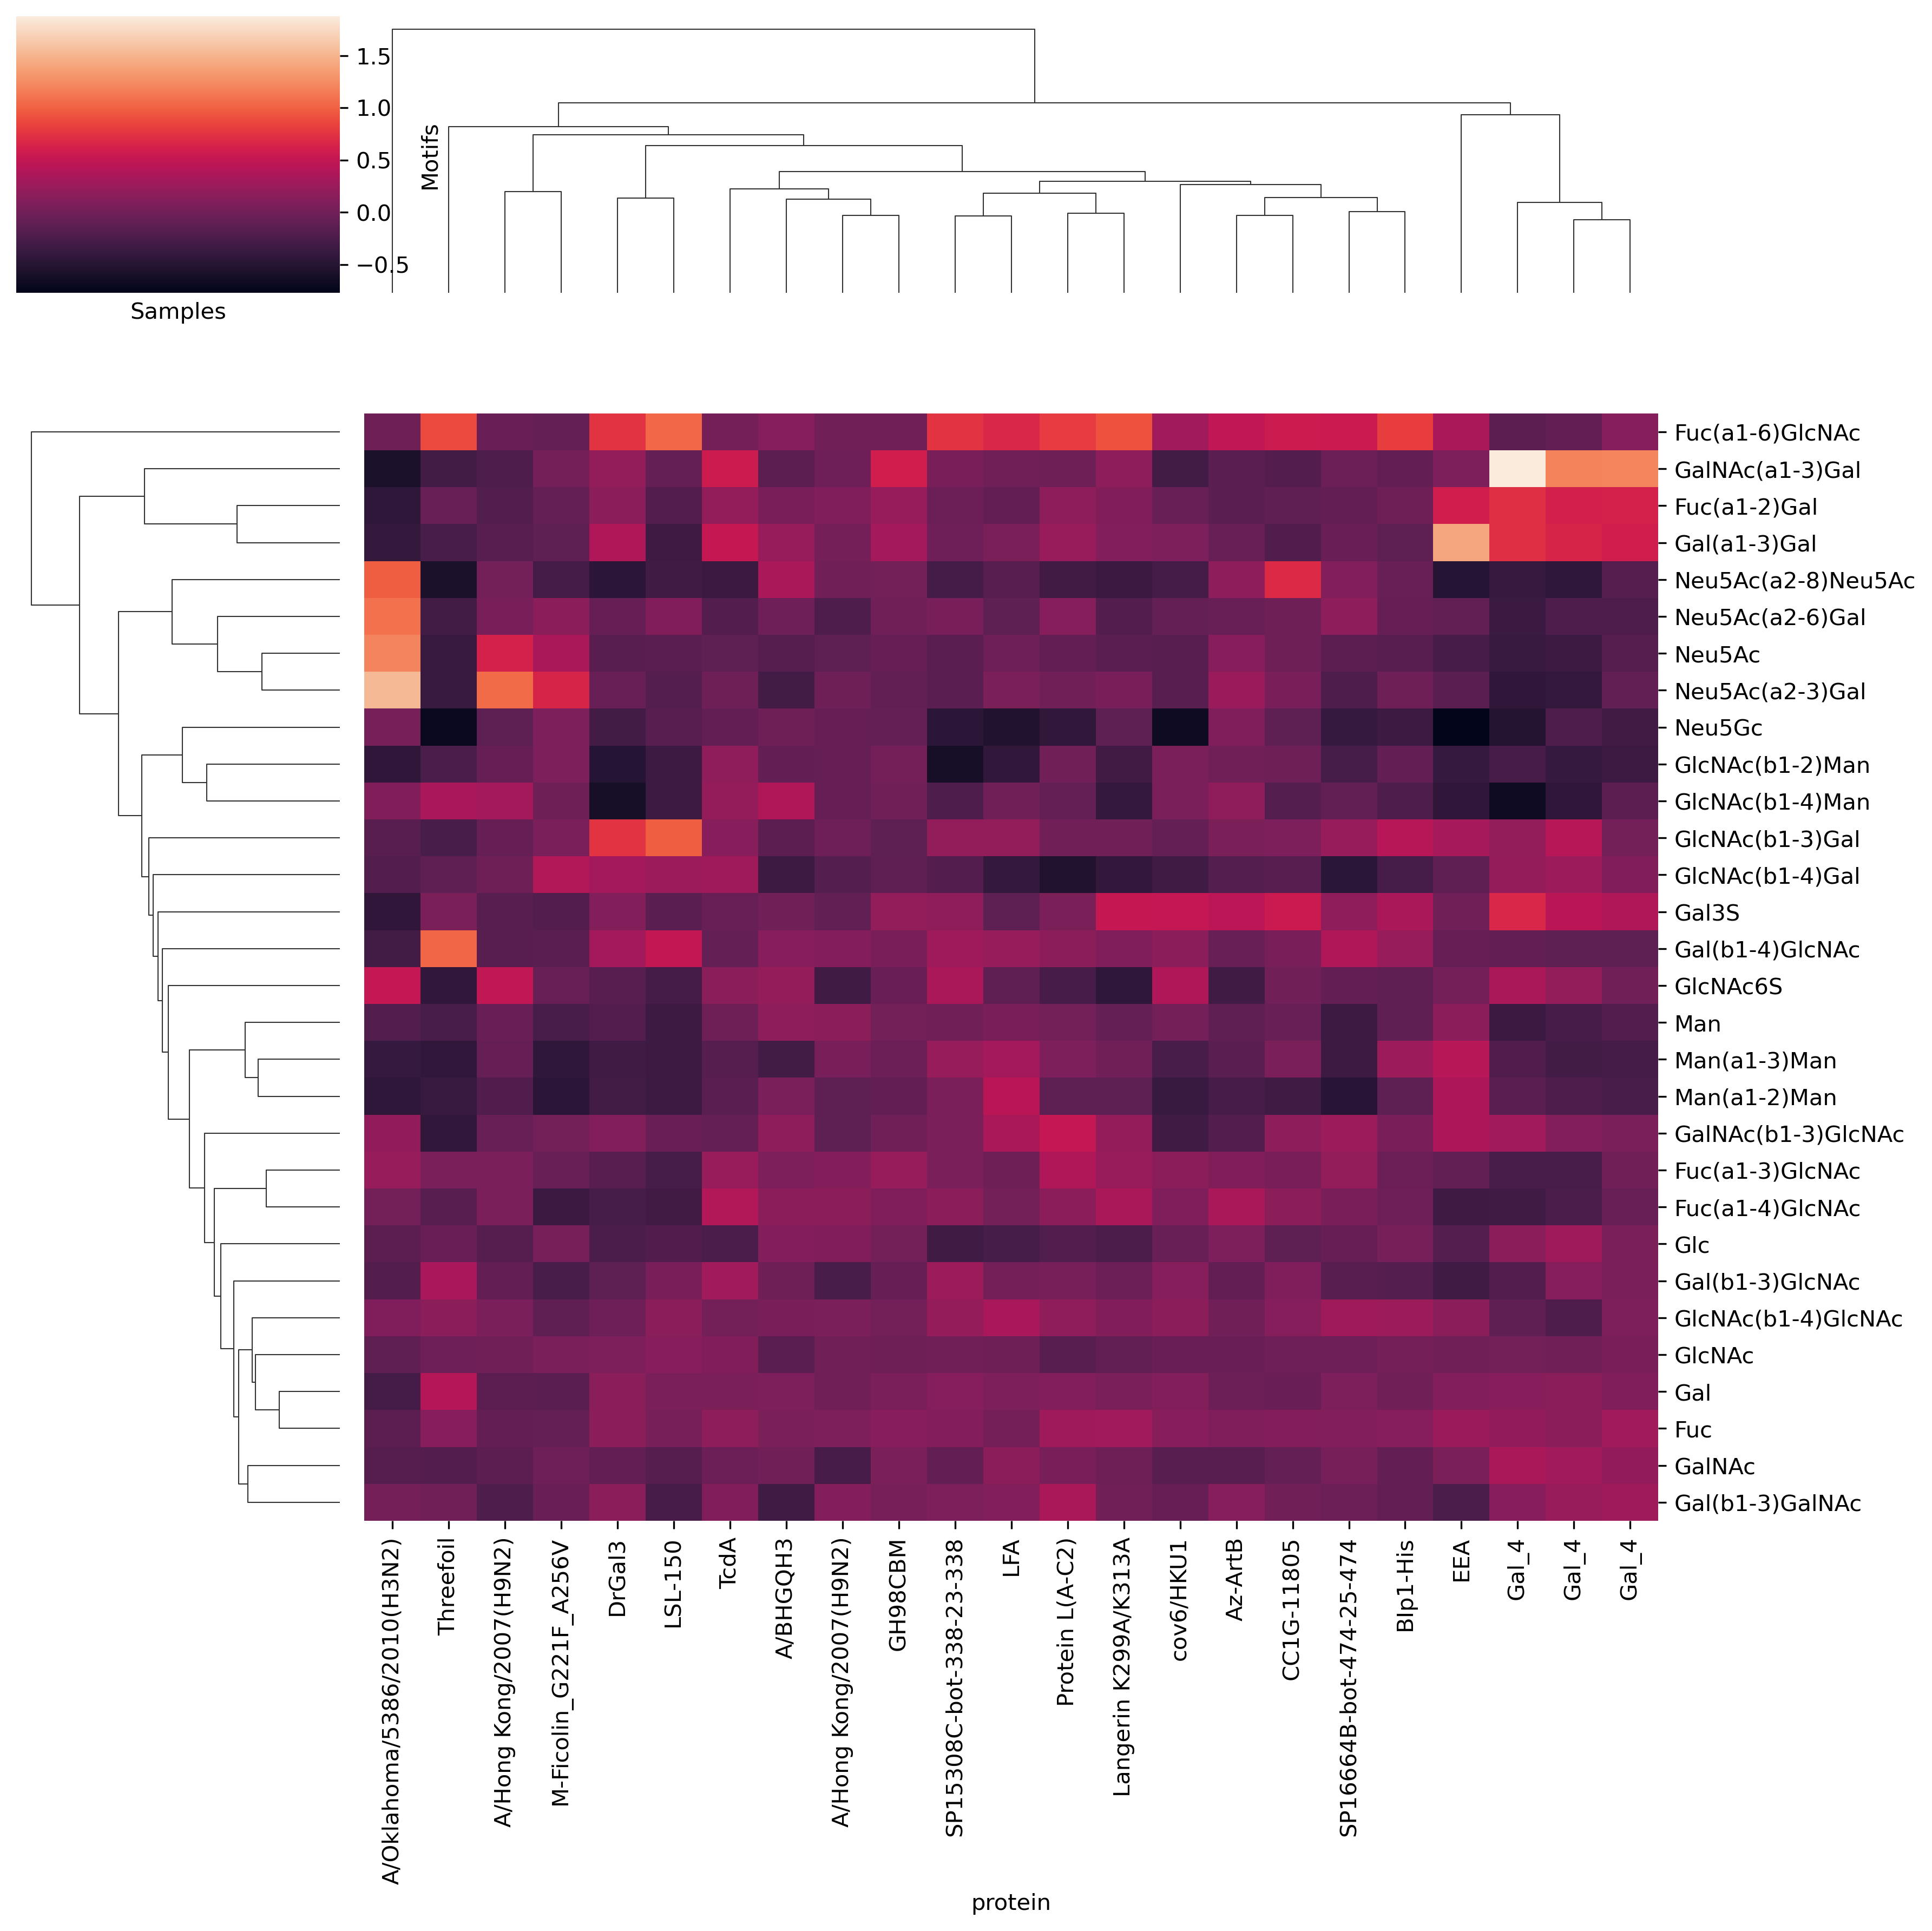 1.5
1.0
0.5
0.0
−0.5
Motifs
Samples
Fuc(a1-6)GlcNAc
GalNAc(a1-3)Gal
Fuc(a1-2)Gal
Gal(a1-3)Gal
Neu5Ac(a2-8)Neu5Ac
Neu5Ac(a2-6)Gal
Neu5Ac
Neu5Ac(a2-3)Gal
Neu5Gc
GlcNAc(b1-2)Man
GlcNAc(b1-4)Man
GlcNAc(b1-3)Gal
GlcNAc(b1-4)Gal
Gal3S
Gal(b1-4)GlcNAc
GlcNAc6S
Man
Man(a1-3)Man
Man(a1-2)Man
GalNAc(b1-3)GlcNAc
Fuc(a1-3)GlcNAc
Fuc(a1-4)GlcNAc
Glc
Gal(b1-3)GlcNAc
GlcNAc(b1-4)GlcNAc
GlcNAc
Gal
Fuc
GalNAc
Gal(b1-3)GalNAc
A/Oklahoma/5386/2010(H3N2)
Threefoil
A/Hong Kong/2007(H9N2)
M-Ficolin_G221F_A256V
DrGal3
LSL-150
TcdA
A/BHGQH3
A/Hong Kong/2007(H9N2)
GH98CBM
SP15308C-bot-338-23-338
LFA
Protein L(A-C2)
Langerin K299A/K313A
cov6/HKU1
Az-ArtB
CC1G-11805
SP16664B-bot-474-25-474
Blp1-His
EEA
Gal_4
Gal_4
Gal_4
protein